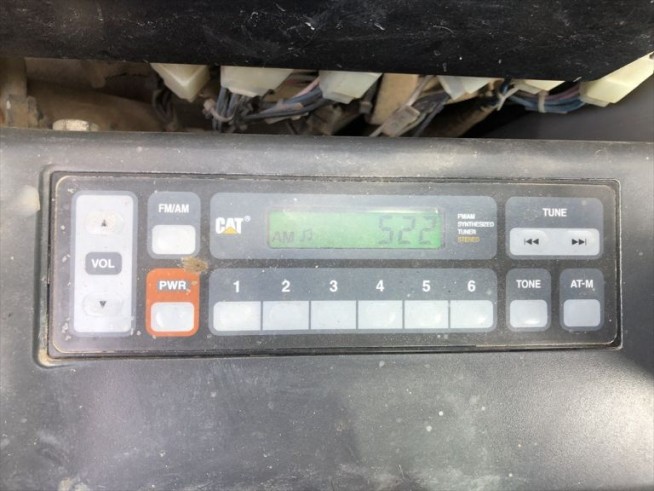 FM/AM
CAT®
AM 522
FM/AM
SYNTHESIZED
TUNER
STEREO
TUNE
VOL
PWR
1 2 3 4 5 6
TONE
AT-M